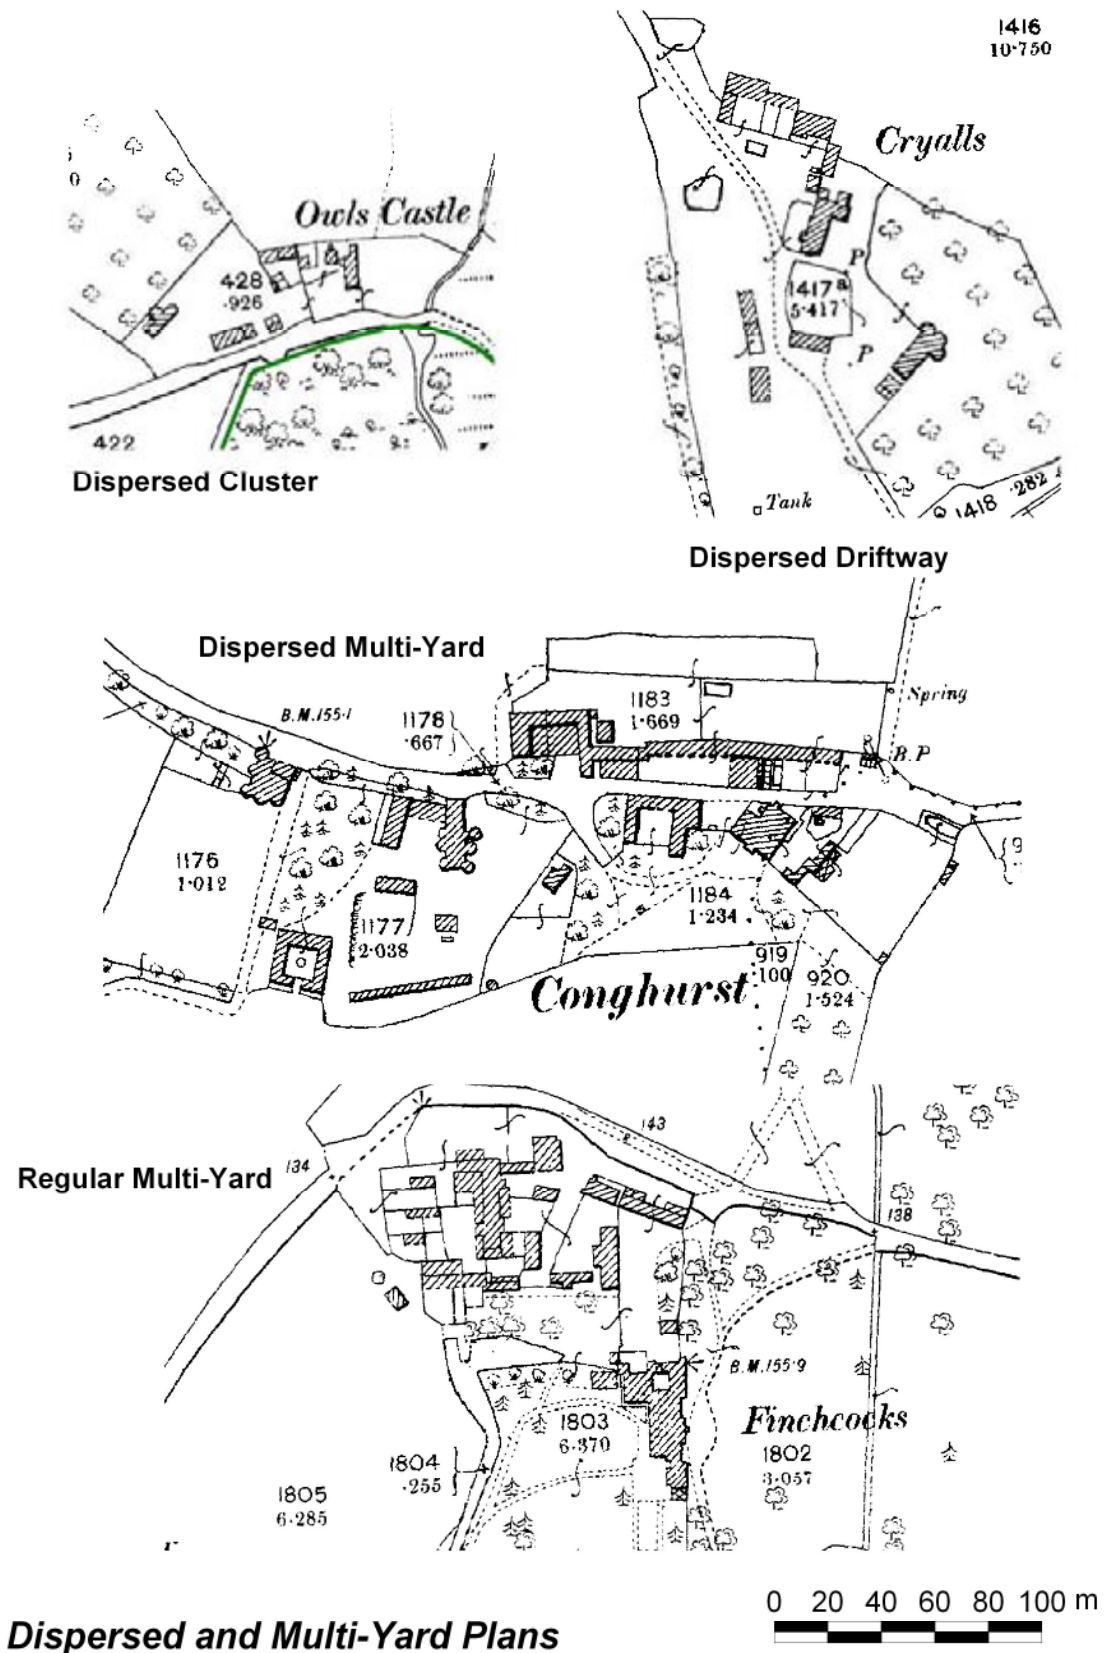 1416
10·750
Cryalls
Owls Castle
0
428
·926
422
Dispersed Cluster
P
1417a
5·417
P
Tank
1418 ·282
Dispersed Driftway
Dispersed Multi-Yard
B.M.155·1
1178
·667
1183
1·669
Spring
B.P
1176
1·012
1177
2·038
1184
1·234
919
·100
920
1·524
9
Conghurst
Regular Multi-Yard
134
143
138
B.M.155·9
Finchcocks
1803
6·370
1802
3·057
1804
·255
1805
6·285
Dispersed and Multi-Yard Plans
0 20 40 60 80 100 m